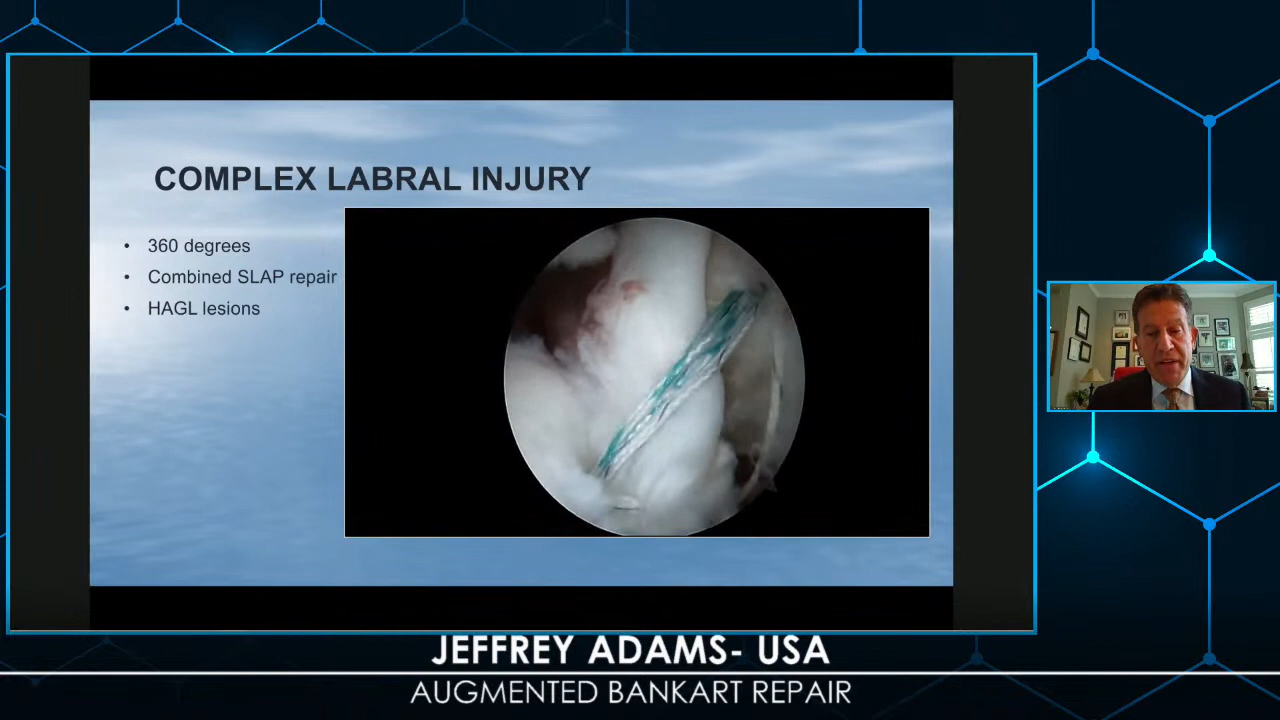 COMPLEX LABRAL INJURY
• 360 degrees
• Combined SLAP repair
• HAGL lesions
JEFFREY ADAMS- USA
AUGMENTED BANKART REPAIR